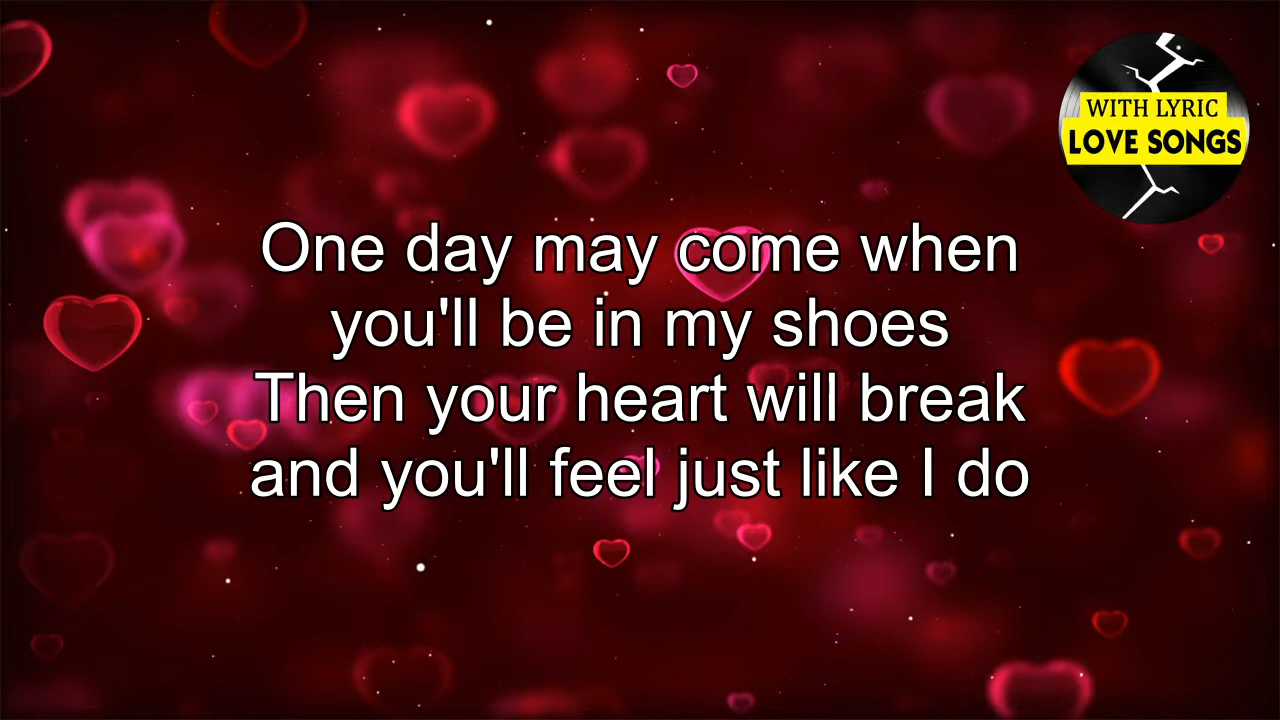 WITH LYRIC
LOVE SONGS
One day may come when
you'll be in my shoes
Then your heart will break
and you'll feel just like I do